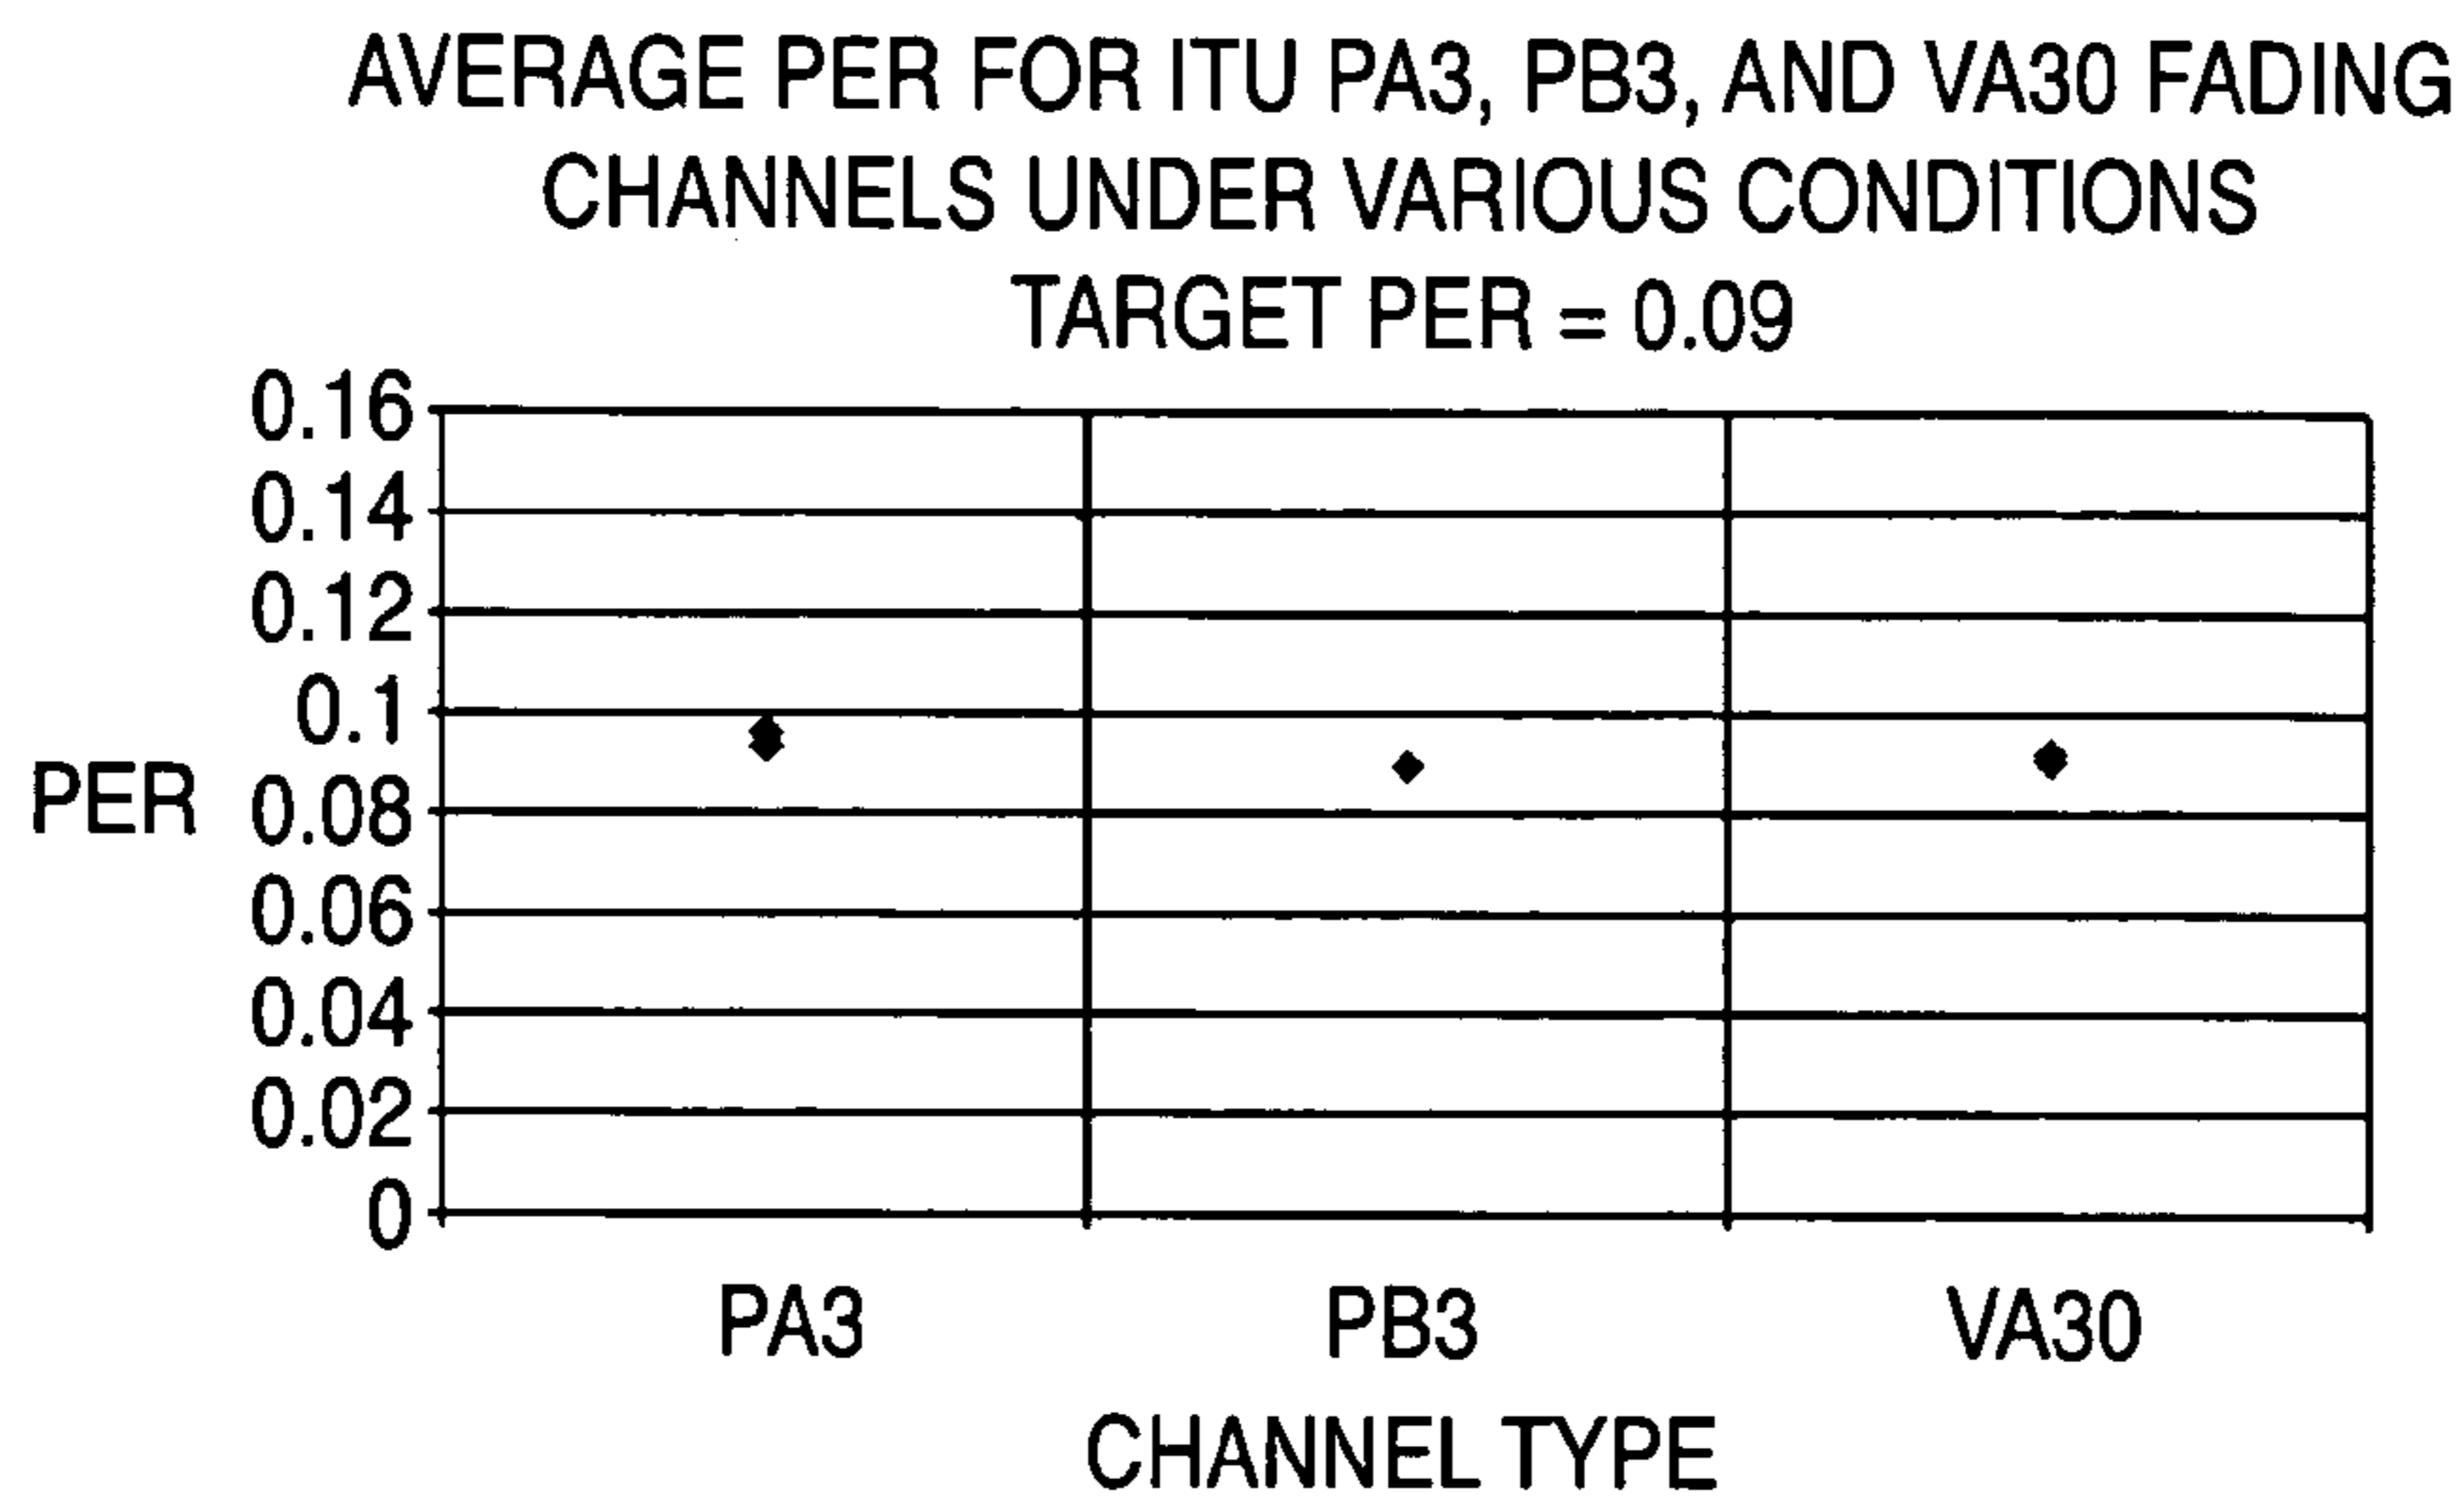 AVERAGE PER FOR ITU PA3, PB3, AND VA30 FADING
CHANNELS UNDER VARIOUS CONDITIONS
TARGET PER = 0.09
0.16
0.14
0.12
0.1
0.08
0.06
0.04
0.02
0
PER
PA3
PB3
VA30
CHANNEL TYPE